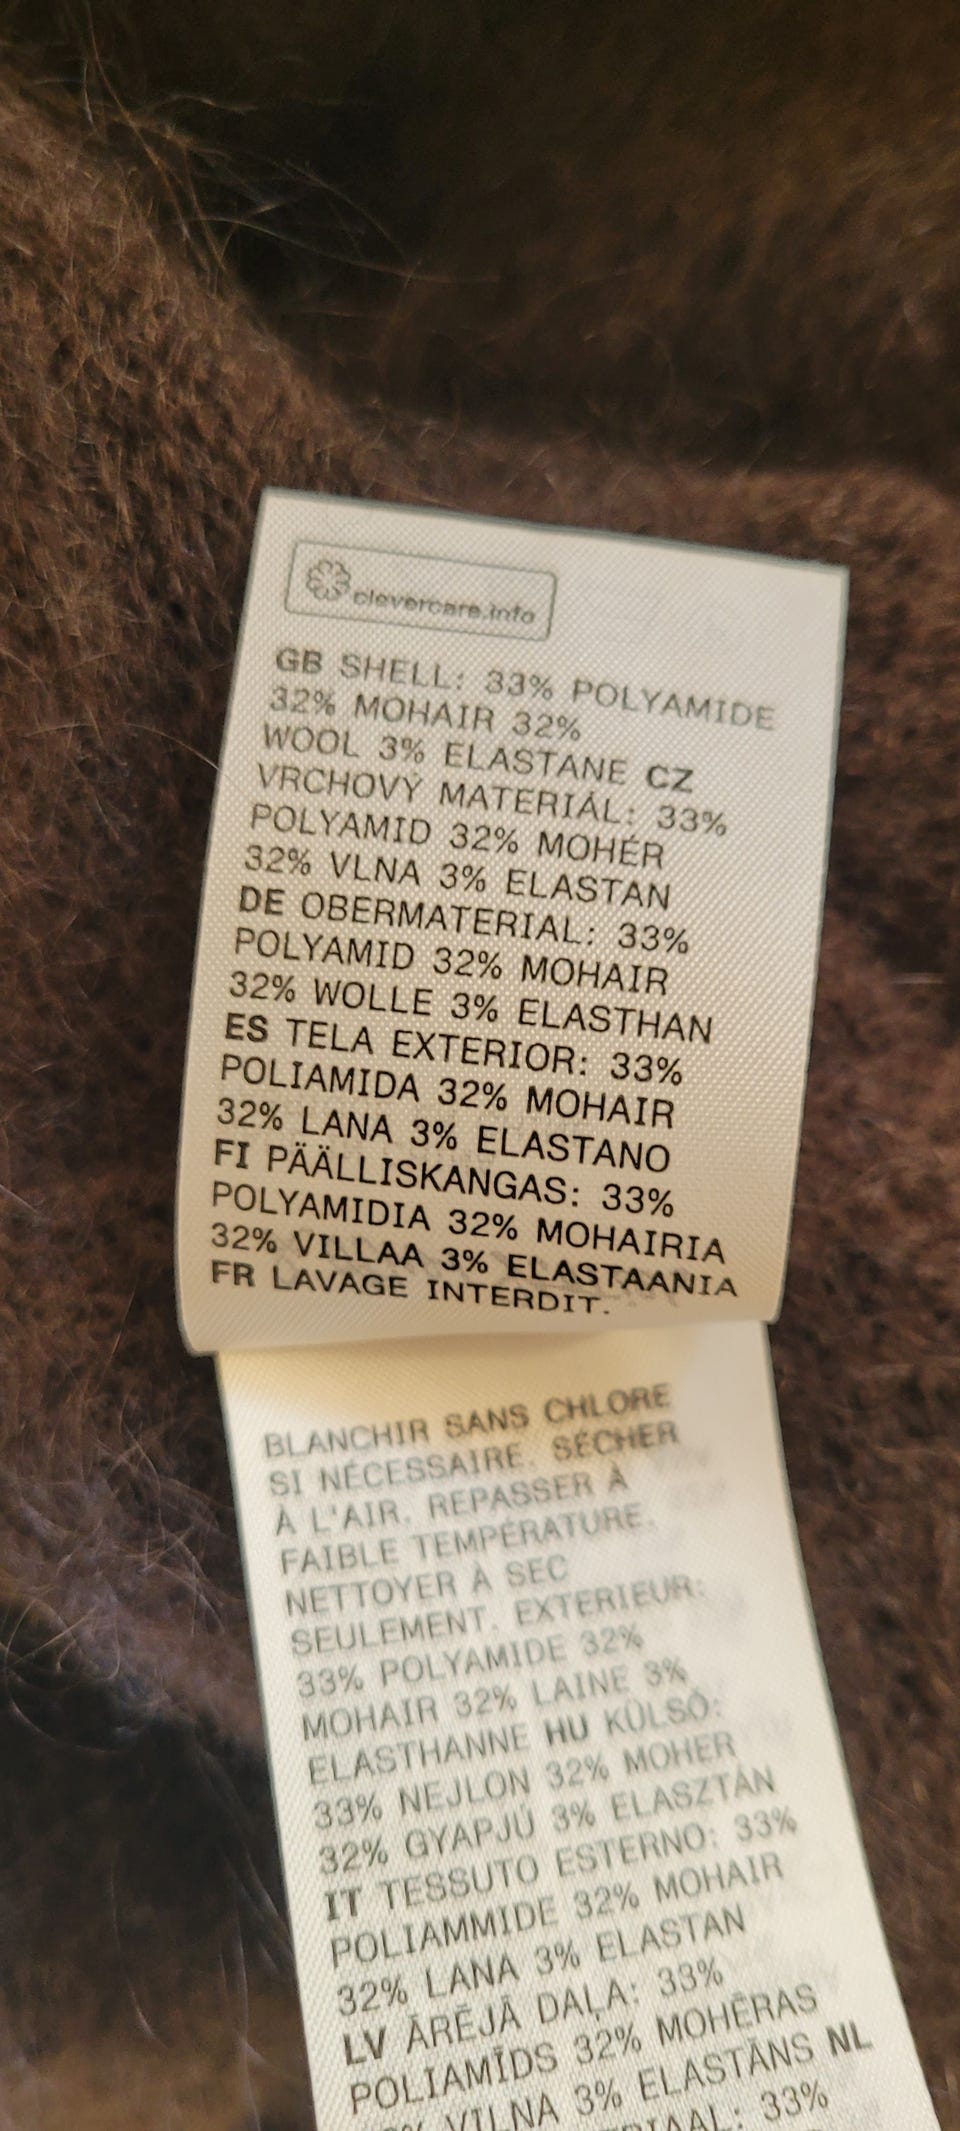 clevercare.info
GB SHELL: 33% POLYAMIDE
32% MOHAIR 32%
WOOL 3% ELASTANE CZ
VRCHOVÝ MATERIÁL: 33%
POLYAMID 32% MOHÉR
32% VLNA 3% ELASTAN
DE OBERMATERIAL: 33%
POLYAMID 32% MOHAIR
32% WOLLE 3% ELASTHAN
ES TELA EXTERIOR: 33%
POLIAMIDA 32% MOHAIR
32% LANA 3% ELASTANO
FI PÄÄLLISKANGAS: 33%
POLYAMIDIA 32% MOHAIRIA
32% VILLAA 3% ELASTAANIA
FR LAVAGE INTERDIT.
BLANCHIR SANS CHLORE
SI NÉCESSAIRE. SÉCHER
À L'AIR. REPASSER À
FAIBLE TEMPÉRATURE.
NETTOYER À SEC
SEULEMENT. EXTERIEUR:
33% POLYAMIDE 32%
MOHAIR 32% LAINE 3%
ELASTHANNE HU KÜLSŐ:
33% NEJLON 32% MOHER
32% GYAPJÚ 3% ELASZTÁN
IT TESSUTO ESTERNO: 33%
POLIAMMIDE 32% MOHAIR
32% LANA 3% ELASTAN
LV ĀRĒJĀ DAĻA: 33%
POLIAMĪDS 32% MOHĒRAS
VILNA 3% ELASTĀNS NL
33%